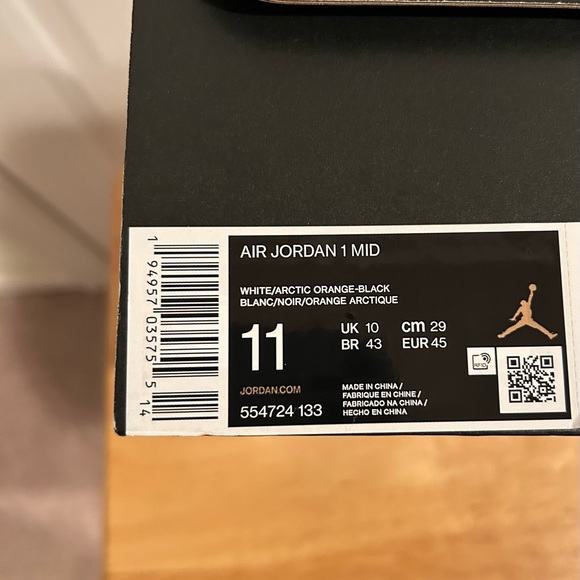 AIR JORDAN 1 MID
WHITE/ARCTIC ORANGE-BLACK
BLANC/NOIR/ORANGE ARCTIQUE
11
UK 10 cm 29
BR 43 EUR 45
JORDAN.COM
554724 133
MADE IN CHINA /
FABRIQUE EN CHINE /
FABRICADO NA CHINA /
HECHO EN CHINA
RFID
1 94957 03575 5 14